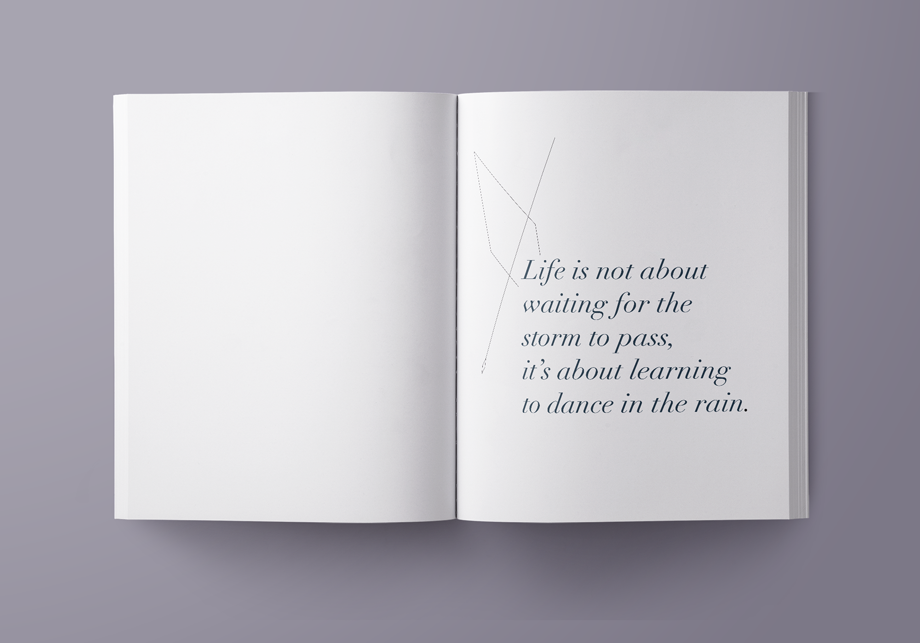 Life is not about
waiting for the
storm to pass,
it’s about learning
to dance in the rain.